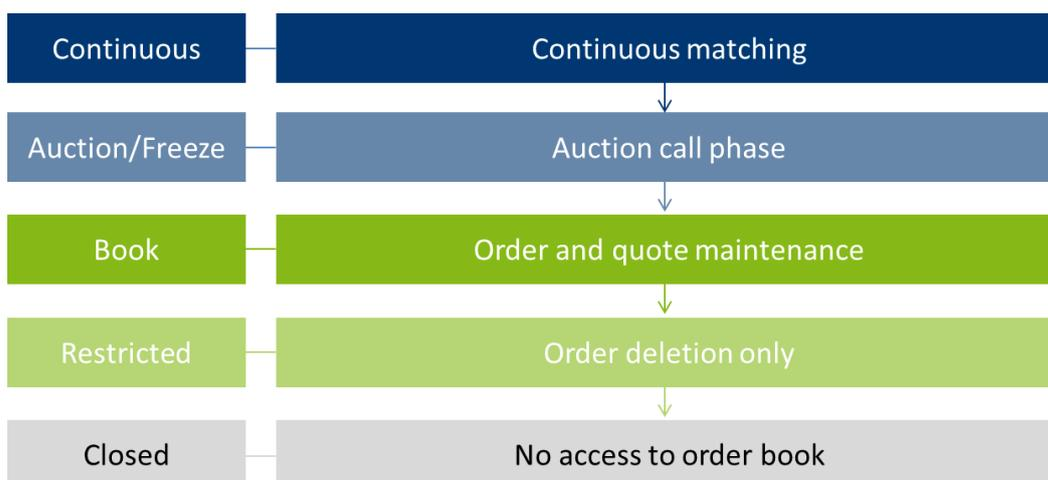 Continuous
Continuous matching
Auction/Freeze
Auction call phase
Book
Order and quote maintenance
Restricted
Order deletion only
Closed
No access to order book